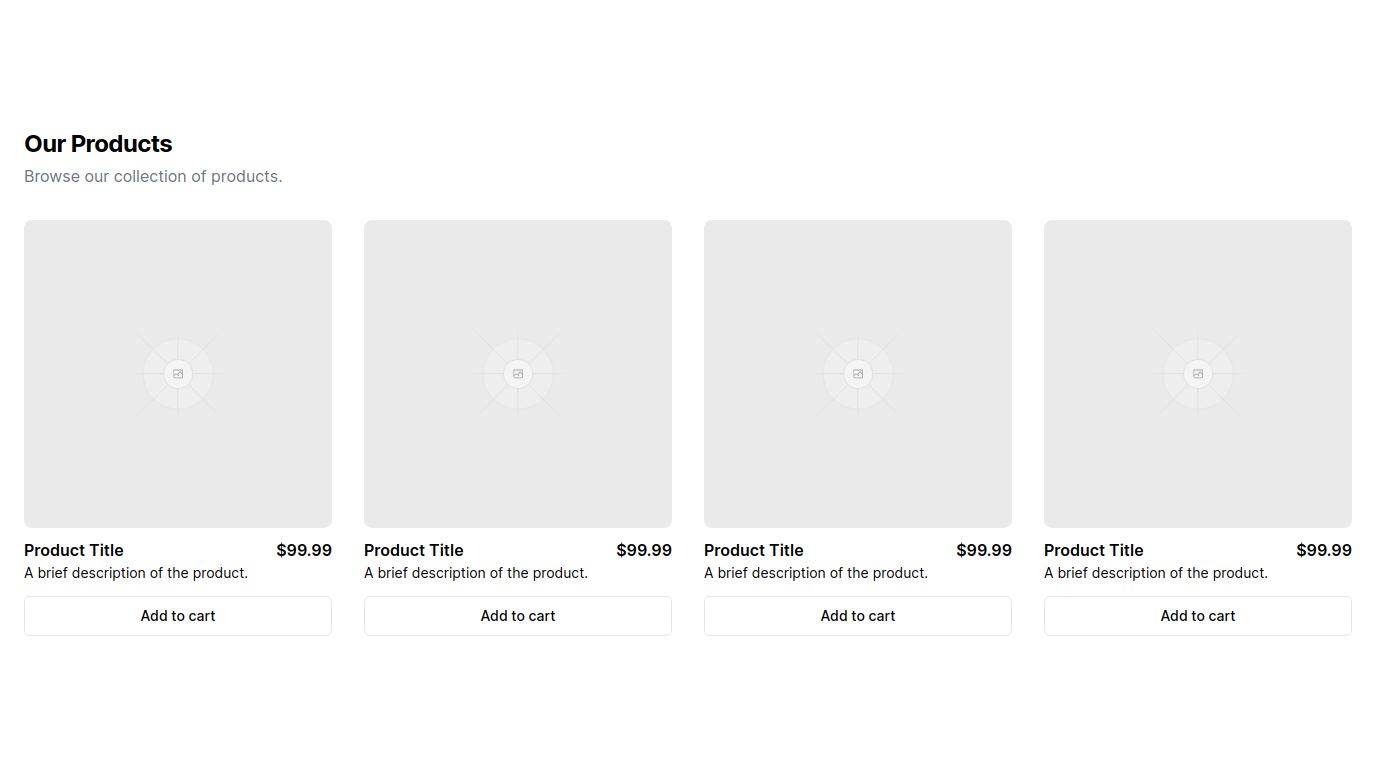 Our Products
Browse our collection of products.
Product Title $99.99
A brief description of the product.
Add to cart
Product Title $99.99
A brief description of the product.
Add to cart
Product Title $99.99
A brief description of the product.
Add to cart
Product Title $99.99
A brief description of the product.
Add to cart